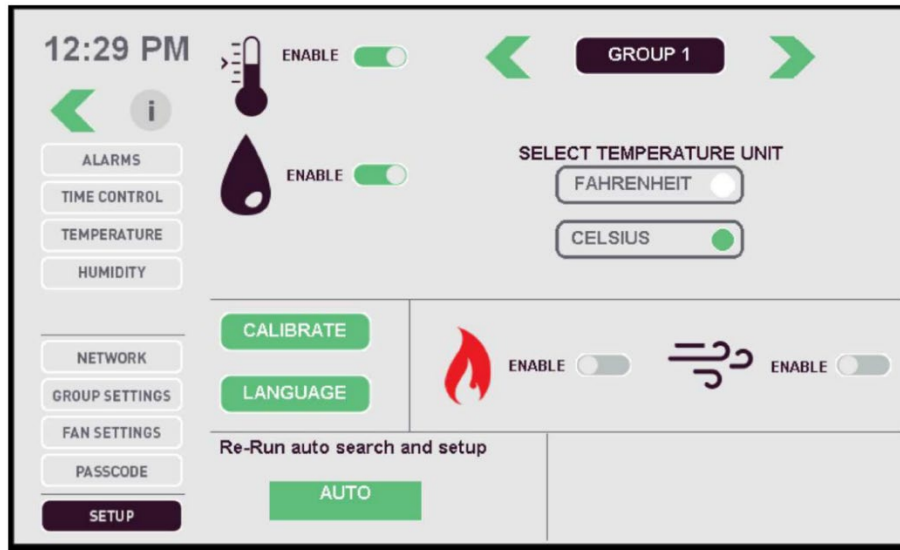 12:29 PM
i
ALARMS
TIME CONTROL
TEMPERATURE
HUMIDITY
NETWORK
GROUP SETTINGS
FAN SETTINGS
PASSCODE
SETUP
ENABLE
GROUP 1
ENABLE
SELECT TEMPERATURE UNIT
FAHRENHEIT
CELSIUS
CALIBRATE
LANGUAGE
ENABLE
ENABLE
Re-Run auto search and setup
AUTO